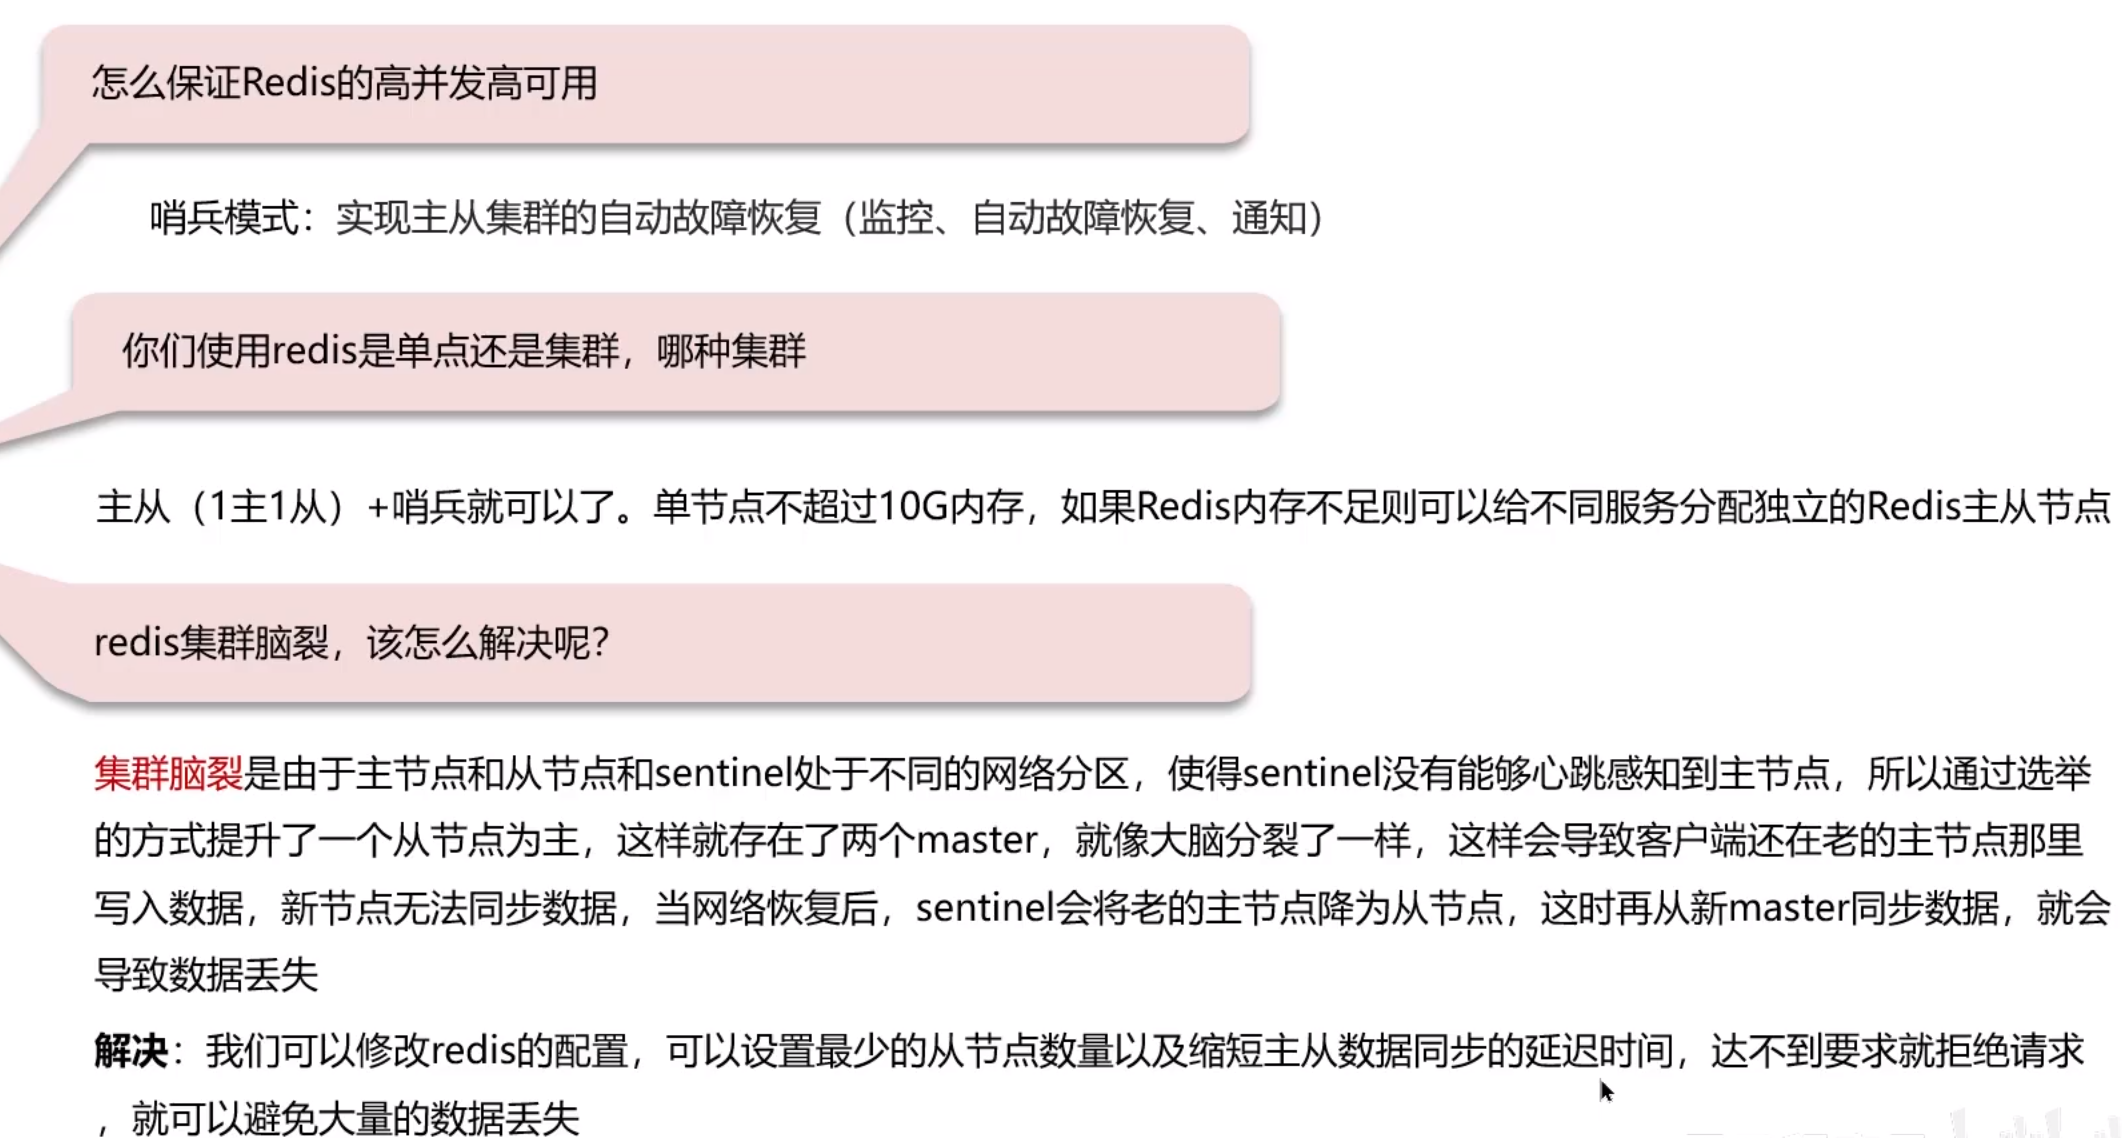 怎么保证Redis的高并发高可用
哨兵模式：实现主从集群的自动故障恢复（监控、自动故障恢复、通知）
你们使用redis是单点还是集群，哪种集群
主从（1主1从）+哨兵就可以了。单节点不超过10G内存，如果Redis内存不足则可以给不同服务分配独立的Redis主从节点
redis集群脑裂，该怎么解决呢？
集群脑裂是由于主节点和从节点和sentinel处于不同的网络分区，使得sentinel没有能够心跳感知到主节点，所以通过选举
的方式提升了一个从节点为主，这样就存在了两个master，就像大脑分裂了一样，这样会导致客户端还在老的主节点那里
写入数据，新节点无法同步数据，当网络恢复后，sentinel会将老的主节点降为从节点，这时再从新master同步数据，就会
导致数据丢失
解决：我们可以修改redis的配置，可以设置最少的从节点数量以及缩短主从数据同步的延迟时间，达不到要求就拒绝请求
，就可以避免大量的数据丢失